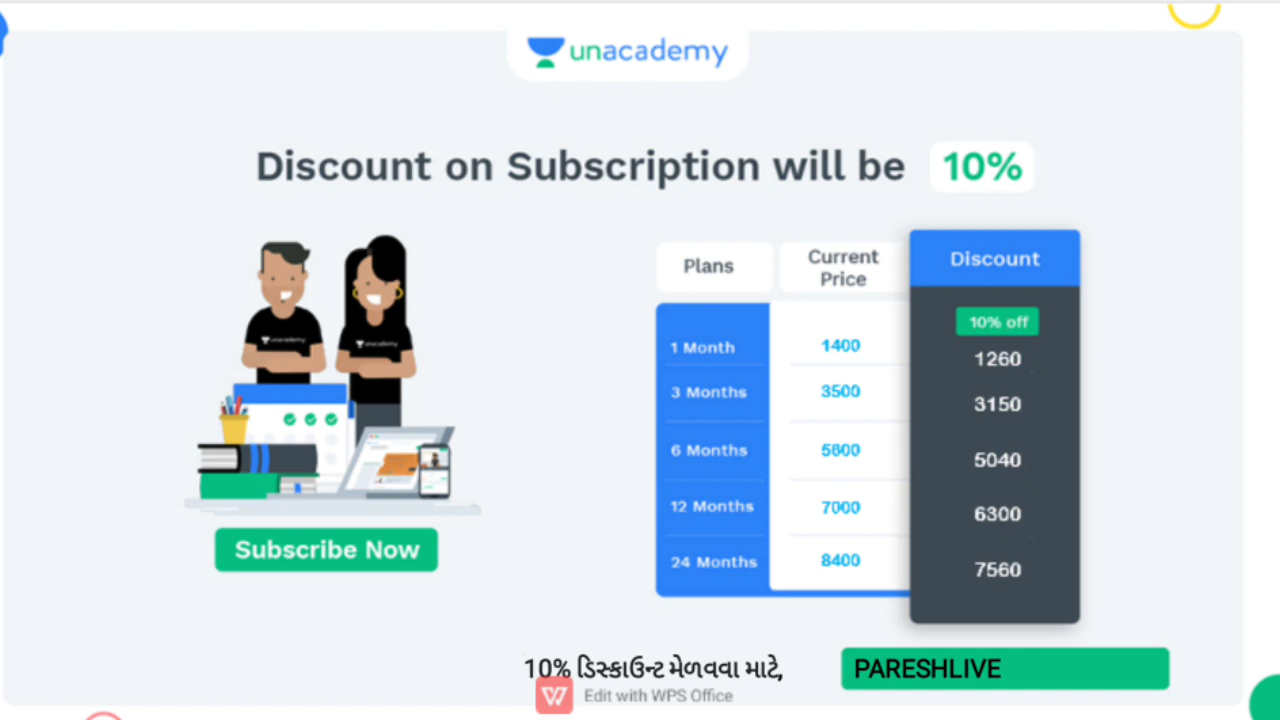 unacademy
Discount on Subscription will be 10%
Plans
Current
Price
Discount
10% off
1 Month 1400 1260
3 Months 3500 3150
6 Months 5600 5040
12 Months 7000 6300
24 Months 8400 7560
unacademy
unacademy
Subscribe Now
10% ડિસ્કાઉન્ટ મેળવવા માટે, PARESHLIVE
Edit with WPS Office